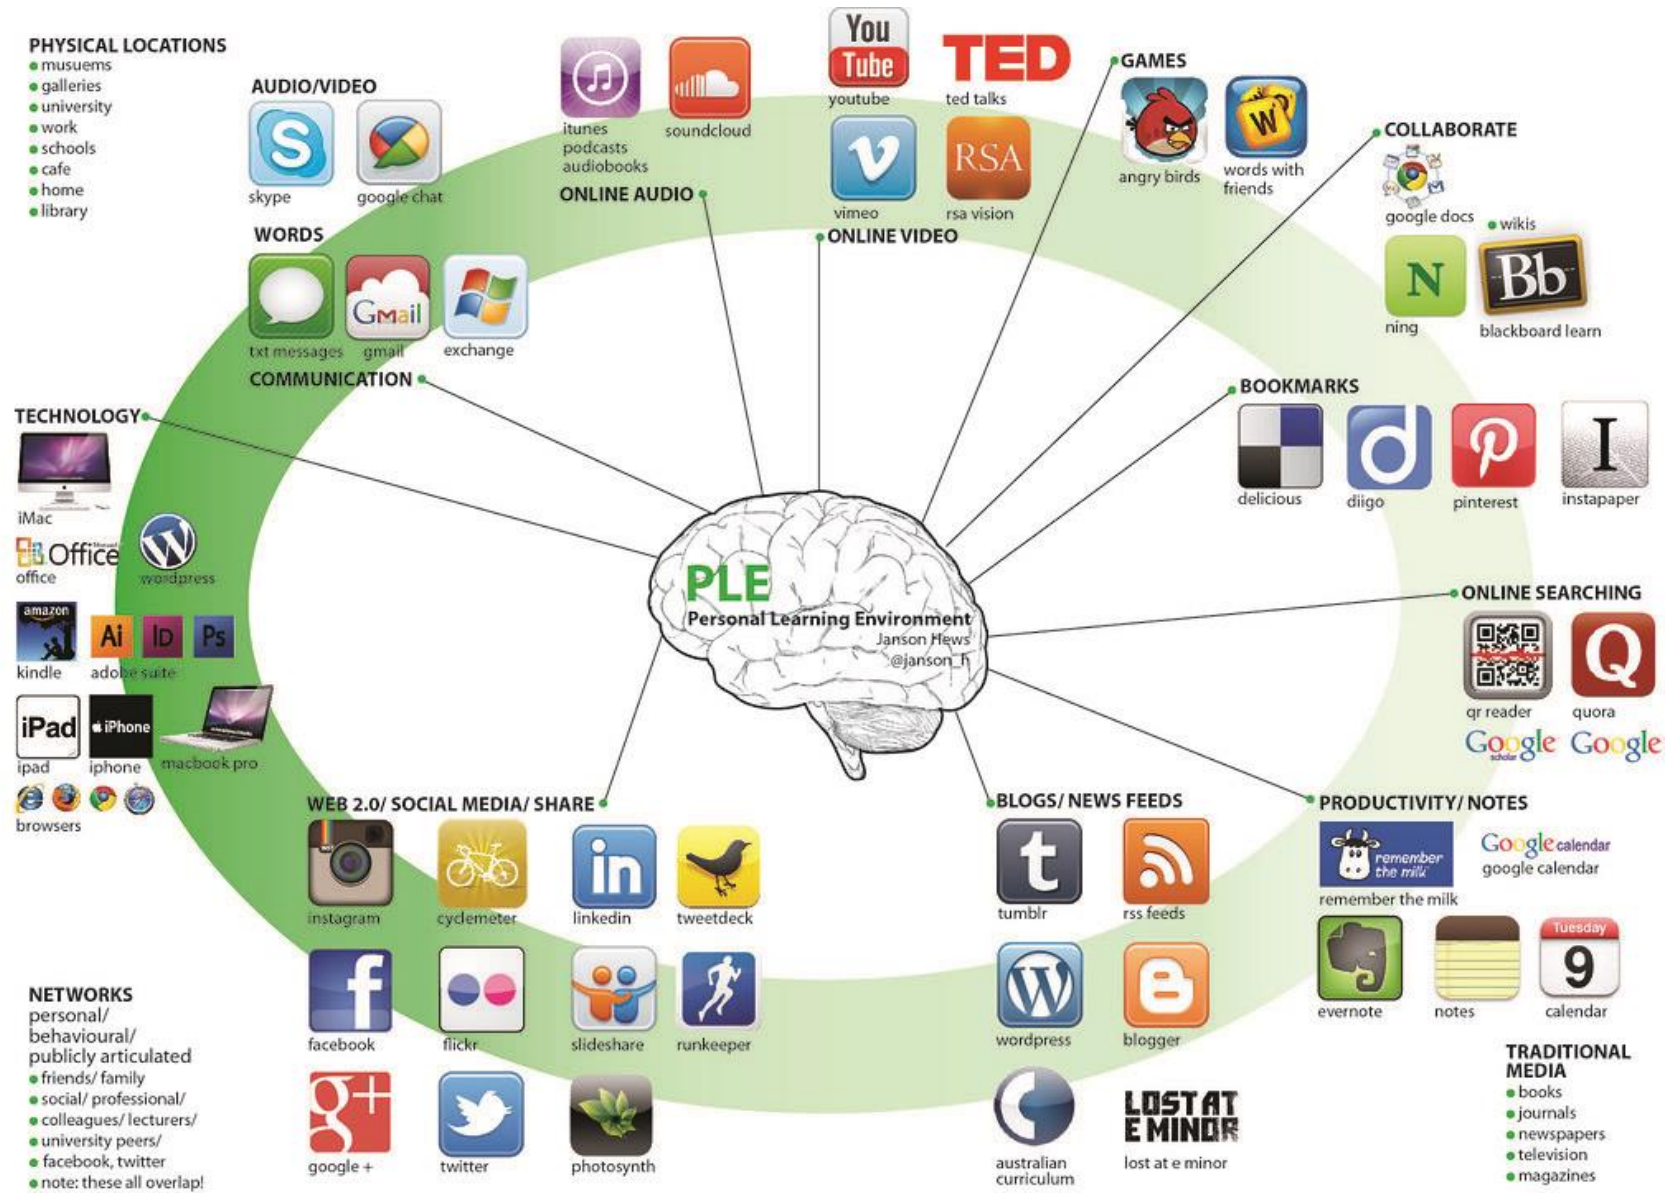 PHYSICAL LOCATIONS
musuems
galleries
university
work
schools
cafe
home
library
AUDIO/VIDEO
skype
google chat
WORDS
Gmail
txt messages
gmail
exchange
COMMUNICATION
itunes
podcasts
audiobooks
soundcloud
ONLINE AUDIO
You
Tube
youtube
TED
ted talks
vimeo
RSA
rsa vision
ONLINE VIDEO
GAMES
angry birds
W
words with
friends
COLLABORATE
google docs
wikis
N
ning
Bb
blackboard learn
BOOKMARKS
delicious
d
diigo
pinterest
I
instapaper
TECHNOLOGY
iMac
Office
office
W
wordpress
amazon
kindle
Ai
ID
Ps
adobe suite
iPad
ipad
iPhone
iphone
macbook pro
browsers
PLE
Personal Learning Environment
Janson Hews
@janson_h
ONLINE SEARCHING
qr reader
Q
quora
Google
scholar
Google
WEB 2.0/ SOCIAL MEDIA/ SHARE
instagram
cyclemeter
in
linkedin
tweetdeck
f
facebook
flickr
slideshare
runkeeper
g+
google +
twitter
photosynth
BLOGS/ NEWS FEEDS
t
tumblr
rss feeds
W
wordpress
B
blogger
australian
curriculum
LOST AT
E MINOR
lost at e minor
PRODUCTIVITY/ NOTES
remember
the milk
remember the milk
Google calendar
google calendar
evernote
notes
Tuesday
9
calendar
NETWORKS
personal/
behavioural/
publicly articulated
friends/ family
social/ professional/
colleagues/ lecturers/
university peers/
facebook, twitter
note: these all overlap!
TRADITIONAL
MEDIA
books
journals
newspapers
television
magazines